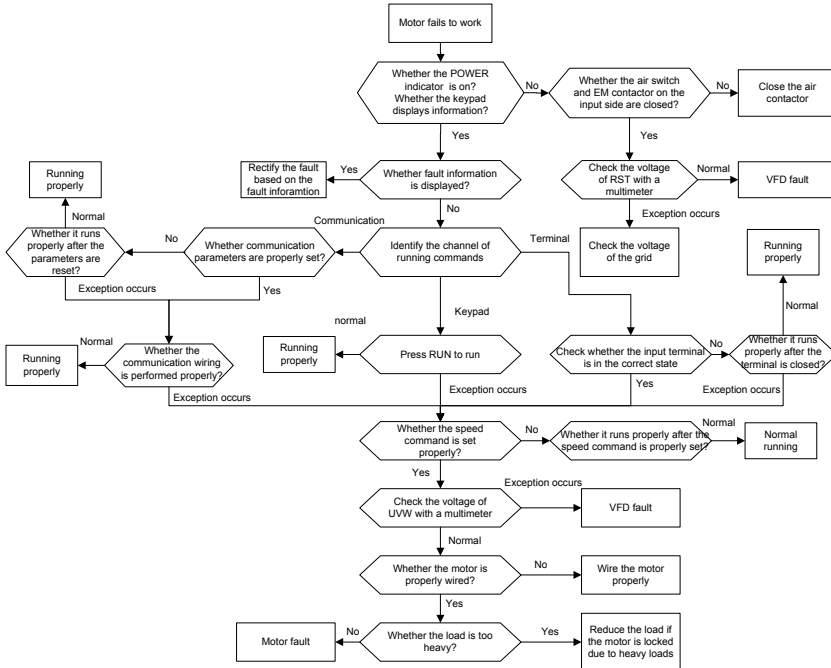 Motor fails to work
Whether the POWER
indicator is on?
Whether the keypad
displays information?
No
Whether the air switch
and EM contactor on the
input side are closed?
No
Close the air
contactor
Yes
Yes
Rectify the fault
based on the
fault inforamtion
Yes
Whether fault information
is displayed?
Check the voltage
of RST with a
multimeter
Normal
VFD fault
Running
properly
Normal
No
Exception occurs
Communication
Whether it runs
properly after the
parameters are
reset?
No
Whether communication
parameters are properly set?
Identify the channel of
running commands
Terminal
Check the voltage
of the grid
Running
properly
Exception occurs
Yes
Keypad
Normal
Running
properly
Normal
Whether the
communication wiring
is performed properly?
normal
Running
properly
Press RUN to run
Check whether the input terminal
is in the correct state
No
Whether it runs
properly after the
terminal is closed?
Exception occurs
Exception occurs
Yes
Exception occurs
Whether the speed
command is set
properly?
No
Whether it runs properly after the
speed command is properly set?
Normal
Normal
running
Yes
Check the voltage of
UVW with a multimeter
Exception occurs
VFD fault
Normal
Whether the motor is
properly wired?
No
Wire the motor
properly
Yes
Motor fault
No
Whether the load is too
heavy?
Yes
Reduce the load if
the motor is locked
due to heavy loads